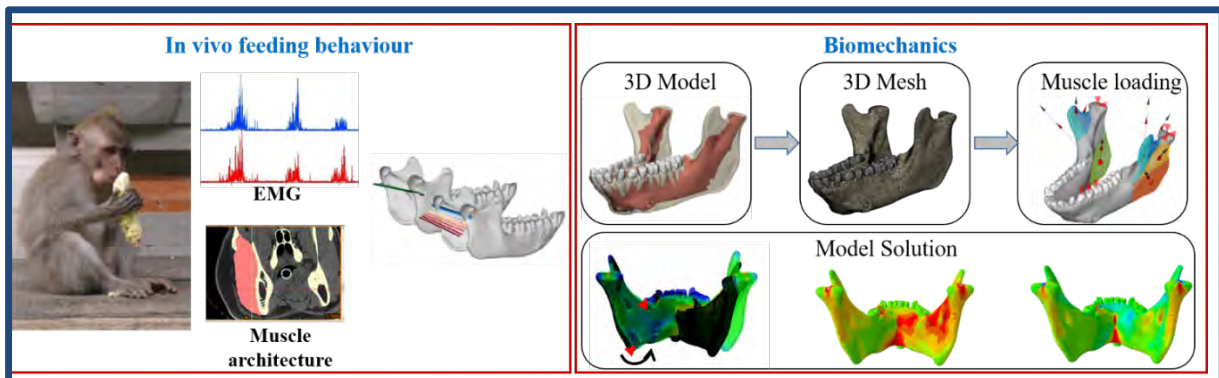 In vivo feeding behaviour
EMG
Muscle
architecture
Biomechanics
3D Model
3D Mesh
Muscle loading
Model Solution